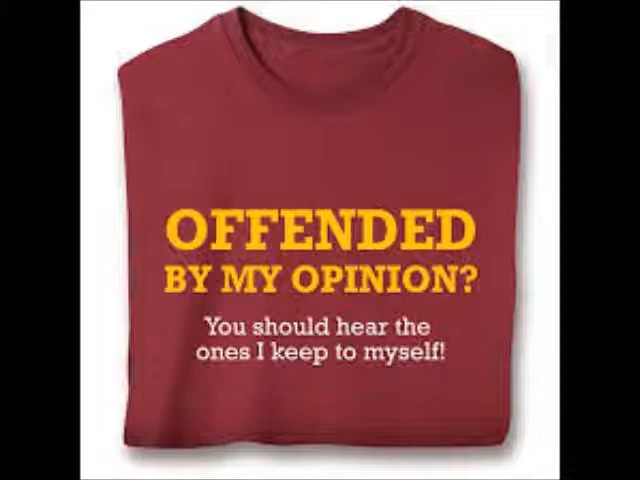 OFFENDED
BY MY OPINION?
You should hear the
ones I keep to myself!